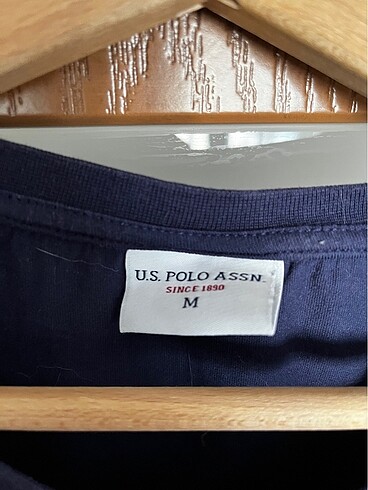 U.S. POLO ASSN.
SINCE 1890
M